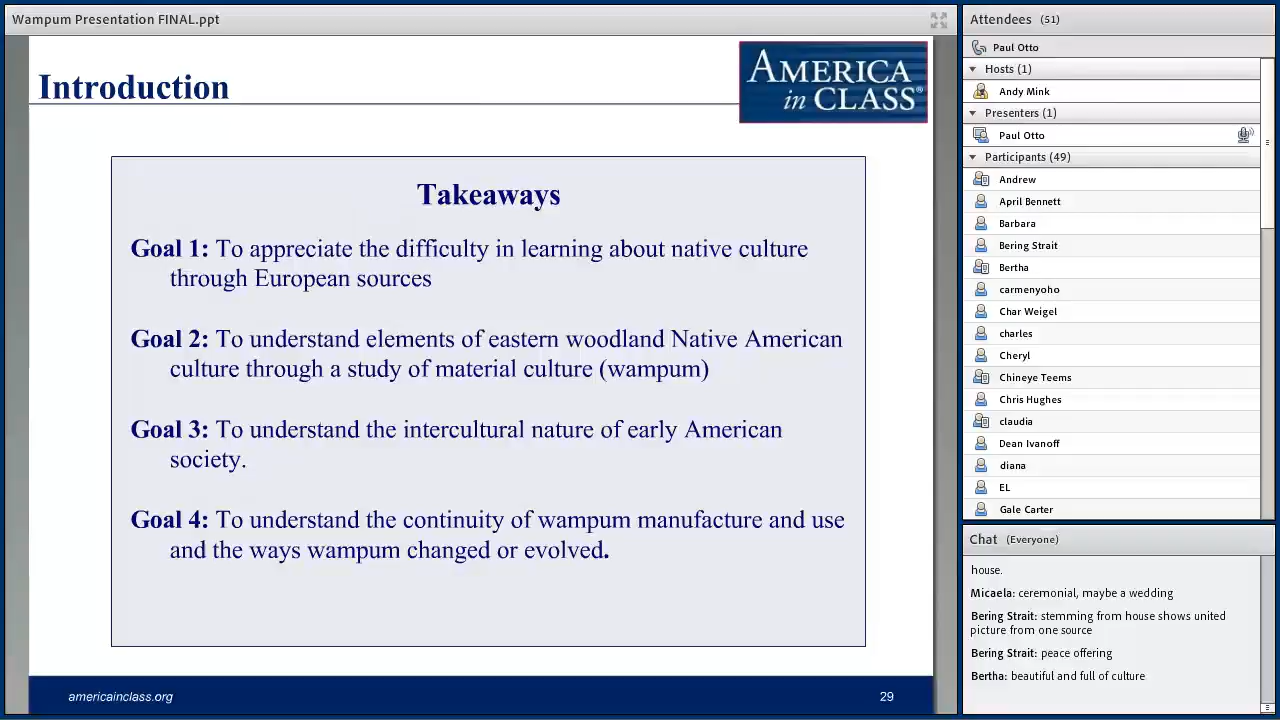 Wampum Presentation FINAL.ppt
Introduction
AMERICA
in CLASS®
Takeaways
Goal 1: To appreciate the difficulty in learning about native culture
through European sources
Goal 2: To understand elements of eastern woodland Native American
culture through a study of material culture (wampum)
Goal 3: To understand the intercultural nature of early American
society.
Goal 4: To understand the continuity of wampum manufacture and use
and the ways wampum changed or evolved.
americainclass.org
29
Attendees (51)
Paul Otto
Hosts (1)
Andy Mink
Presenters (1)
Paul Otto
Participants (49)
Andrew
April Bennett
Barbara
Bering Strait
Bertha
carmenyoho
Char Weigel
charles
Cheryl
Chineye Teems
Chris Hughes
claudia
Dean Ivanoff
diana
EL
Gale Carter
Chat (Everyone)
house.
Micaela: ceremonial, maybe a wedding
Bering Strait: stemming from house shows united
picture from one source
Bering Strait: peace offering
Bertha: beautiful and full of culture